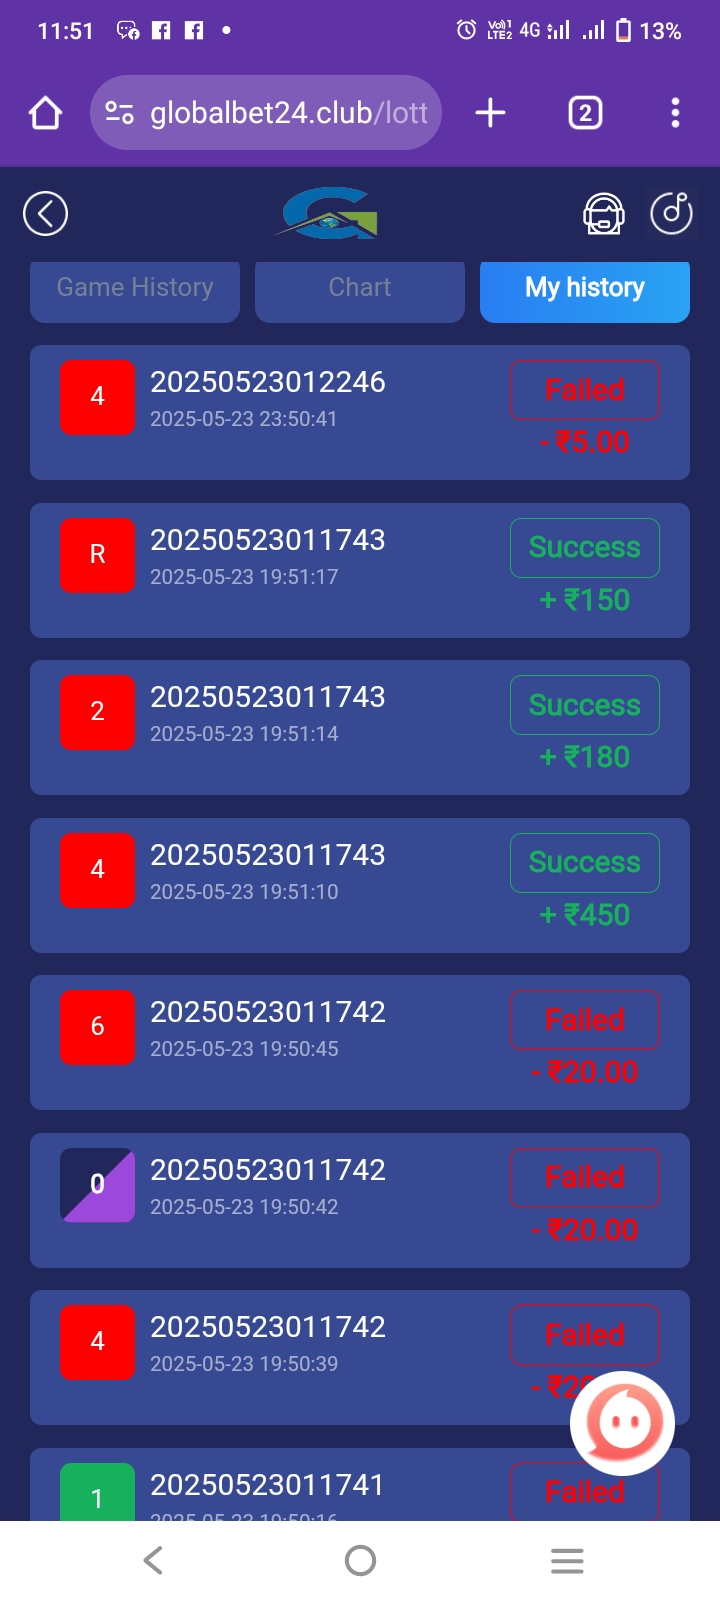 11:51
Vo))1 LTE2 4G 13%
globalbet24.club/lott
2
Game History Chart My history
4 20250523012246 Failed
2025-05-23 23:50:41
- ₹5.00
R 20250523011743 Success
2025-05-23 19:51:17
+ ₹150
2 20250523011743 Success
2025-05-23 19:51:14
+ ₹180
4 20250523011743 Success
2025-05-23 19:51:10
+ ₹450
6 20250523011742 Failed
2025-05-23 19:50:45
- ₹20.00
0 20250523011742 Failed
2025-05-23 19:50:42
- ₹20.00
4 20250523011742 Failed
2025-05-23 19:50:39
1 20250523011741 Failed